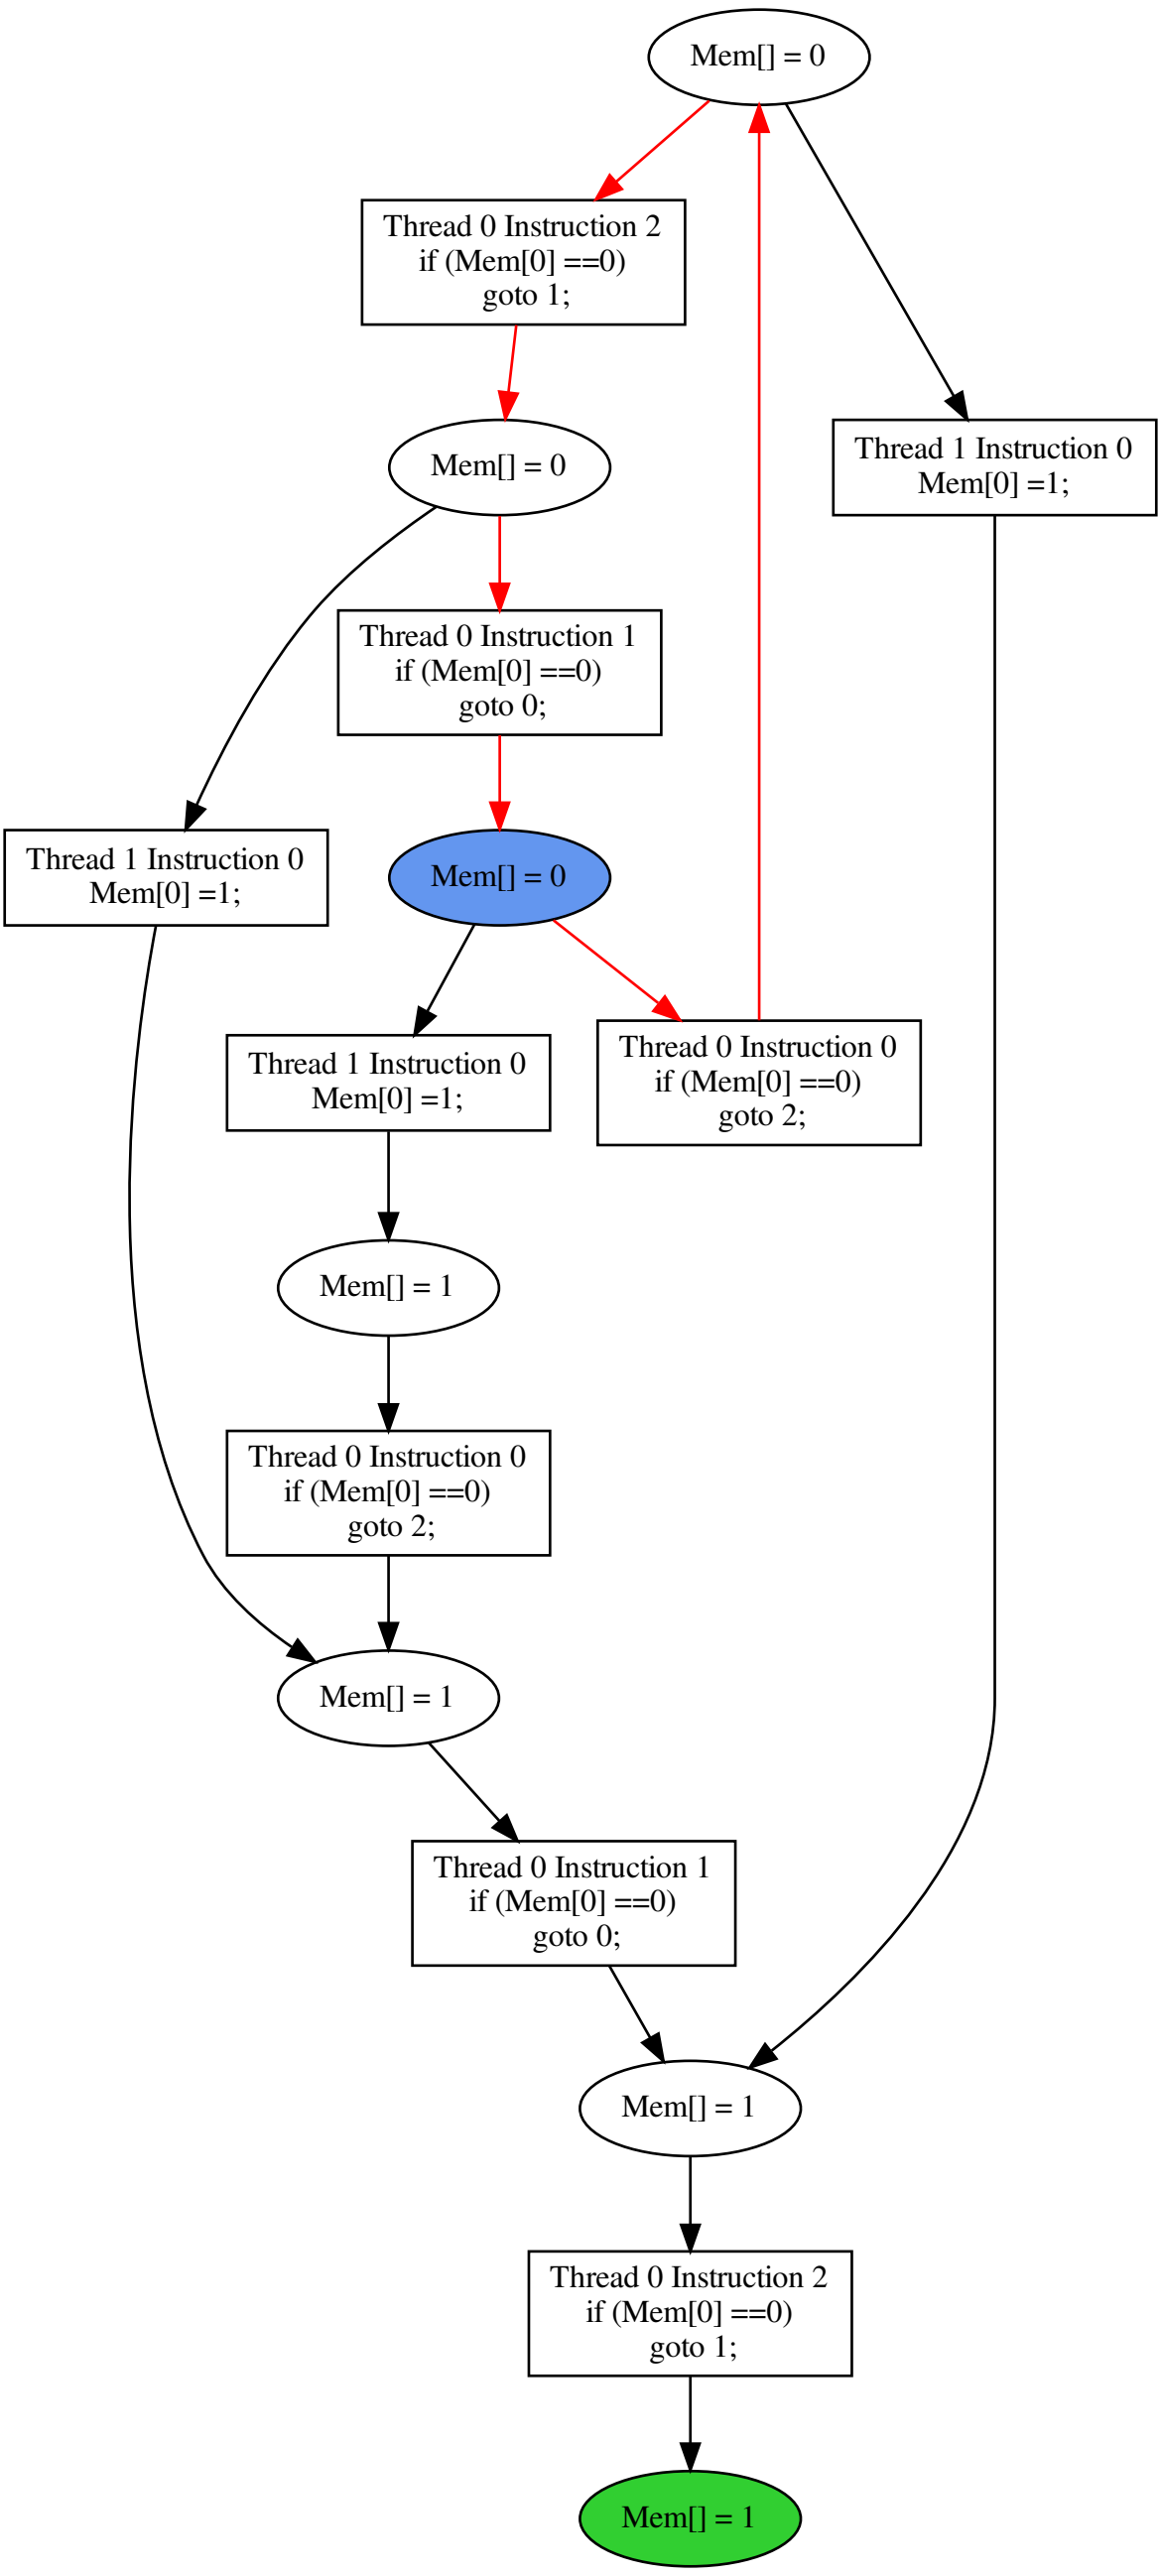 Mem[] = 0
Thread 0 Instruction 2
if (Mem[0] ==0)
goto 1;
Mem[] = 0
Thread 1 Instruction 0
Mem[0] =1;
Thread 0 Instruction 1
if (Mem[0] ==0)
goto 0;
Thread 1 Instruction 0
Mem[0] =1;
Mem[] = 0
Thread 1 Instruction 0
Mem[0] =1;
Thread 0 Instruction 0
if (Mem[0] ==0)
goto 2;
Mem[] = 1
Thread 0 Instruction 0
if (Mem[0] ==0)
goto 2;
Mem[] = 1
Thread 0 Instruction 1
if (Mem[0] ==0)
goto 0;
Mem[] = 1
Thread 0 Instruction 2
if (Mem[0] ==0)
goto 1;
Mem[] = 1